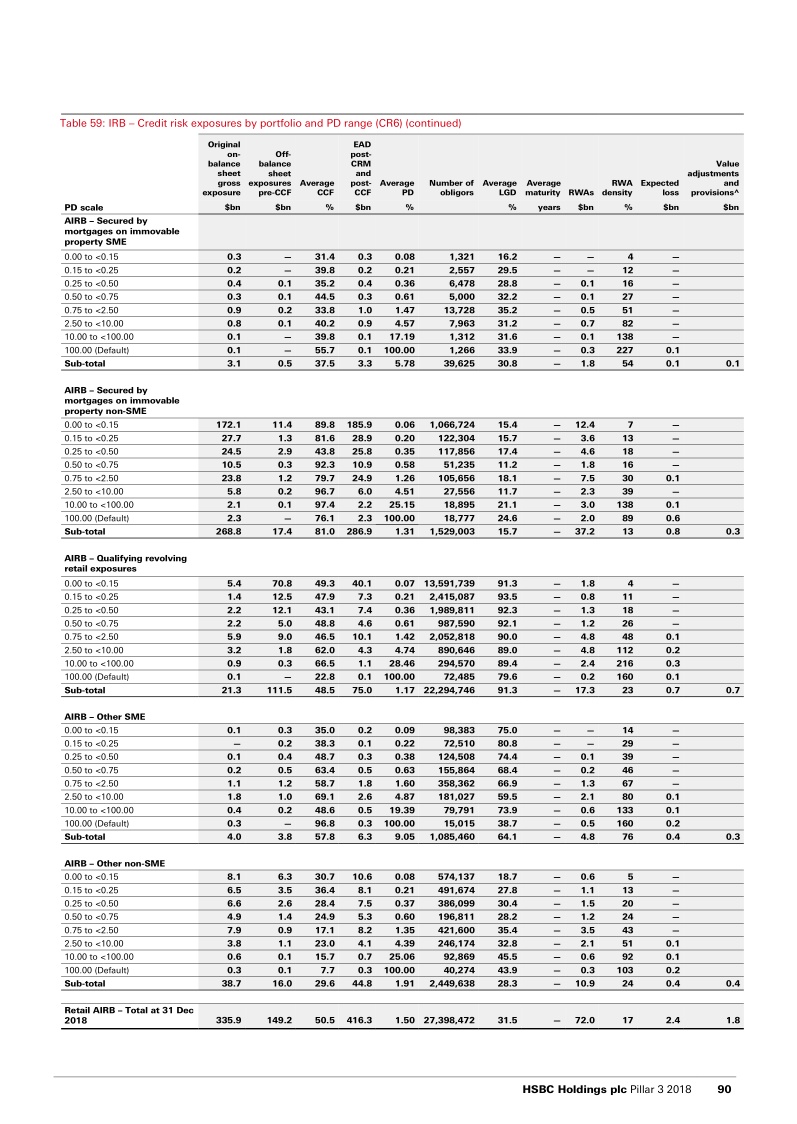 Table 59: IRB – Credit risk exposures by portfolio and PD range (CR6) (continued)
Original on-balance sheet gross exposure Off-balance sheet exposures pre-CCF Average CCF EAD post-CRM and post-CCF Average PD Number of obligors Average LGD Average maturity RWAs RWA density Expected loss Value adjustments and provisions^
PD scale $bn $bn % $bn % % years $bn % $bn $bn
AIRB – Secured by
mortgages on immovable
property SME
0.00 to <0.15 0.3 — 31.4 0.3 0.08 1,321 16.2 — — 4 —
0.15 to <0.25 0.2 — 39.8 0.2 0.21 2,557 29.5 — — 12 —
0.25 to <0.50 0.4 0.1 35.2 0.4 0.36 6,478 28.8 — 0.1 16 —
0.50 to <0.75 0.3 0.1 44.5 0.3 0.61 5,000 32.2 — 0.1 27 —
0.75 to <2.50 0.9 0.2 33.8 1.0 1.47 13,728 35.2 — 0.5 51 —
2.50 to <10.00 0.8 0.1 40.2 0.9 4.57 7,963 31.2 — 0.7 82 —
10.00 to <100.00 0.1 — 39.8 0.1 17.19 1,312 31.6 — 0.1 138 —
100.00 (Default) 0.1 — 55.7 0.1 100.00 1,266 33.9 — 0.3 227 0.1
Sub-total 3.1 0.5 37.5 3.3 5.78 39,625 30.8 — 1.8 54 0.1 0.1
AIRB – Secured by
mortgages on immovable
property non-SME
0.00 to <0.15 172.1 11.4 89.8 185.9 0.06 1,066,724 15.4 — 12.4 7 —
0.15 to <0.25 27.7 1.3 81.6 28.9 0.20 122,304 15.7 — 3.6 13 —
0.25 to <0.50 24.5 2.9 43.8 25.8 0.35 117,856 17.4 — 4.6 18 —
0.50 to <0.75 10.5 0.3 92.3 10.9 0.58 51,235 11.2 — 1.8 16 —
0.75 to <2.50 23.8 1.2 79.7 24.9 1.26 105,656 18.1 — 7.5 30 0.1
2.50 to <10.00 5.8 0.2 96.7 6.0 4.51 27,556 11.7 — 2.3 39 —
10.00 to <100.00 2.1 0.1 97.4 2.2 25.15 18,895 21.1 — 3.0 138 0.1
100.00 (Default) 2.3 — 76.1 2.3 100.00 18,777 24.6 — 2.0 89 0.6
Sub-total 268.8 17.4 81.0 286.9 1.31 1,529,003 15.7 — 37.2 13 0.8 0.3
AIRB – Qualifying revolving
retail exposures
0.00 to <0.15 5.4 70.8 49.3 40.1 0.07 13,591,739 91.3 — 1.8 4 —
0.15 to <0.25 1.4 12.5 47.9 7.3 0.21 2,415,087 93.5 — 0.8 11 —
0.25 to <0.50 2.2 12.1 43.1 7.4 0.36 1,989,811 92.3 — 1.3 18 —
0.50 to <0.75 2.2 5.0 48.8 4.6 0.61 987,590 92.1 — 1.2 26 —
0.75 to <2.50 5.9 9.0 46.5 10.1 1.42 2,052,818 90.0 — 4.8 48 0.1
2.50 to <10.00 3.2 1.8 62.0 4.3 4.74 890,646 89.0 — 4.8 112 0.2
10.00 to <100.00 0.9 0.3 66.5 1.1 28.46 294,570 89.4 — 2.4 216 0.3
100.00 (Default) 0.1 — 22.8 0.1 100.00 72,485 79.6 — 0.2 160 0.1
Sub-total 21.3 111.5 48.5 75.0 1.17 22,294,746 91.3 — 17.3 23 0.7 0.7
AIRB – Other SME
0.00 to <0.15 0.1 0.3 35.0 0.2 0.09 98,383 75.0 — — 14 —
0.15 to <0.25 — 0.2 38.3 0.1 0.22 72,510 80.8 — — 29 —
0.25 to <0.50 0.1 0.4 48.7 0.3 0.38 124,508 74.4 — 0.1 39 —
0.50 to <0.75 0.2 0.5 63.4 0.5 0.63 155,864 68.4 — 0.2 46 —
0.75 to <2.50 1.1 1.2 58.7 1.8 1.60 358,362 66.9 — 1.3 67 —
2.50 to <10.00 1.8 1.0 69.1 2.6 4.87 181,027 59.5 — 2.1 80 0.1
10.00 to <100.00 0.4 0.2 48.6 0.5 19.39 79,791 73.9 — 0.6 133 0.1
100.00 (Default) 0.3 — 96.8 0.3 100.00 15,015 38.7 — 0.5 160 0.2
Sub-total 4.0 3.8 57.8 6.3 9.05 1,085,460 64.1 — 4.8 76 0.4 0.3
AIRB – Other non-SME
0.00 to <0.15 8.1 6.3 30.7 10.6 0.08 574,137 18.7 — 0.6 5 —
0.15 to <0.25 6.5 3.5 36.4 8.1 0.21 491,674 27.8 — 1.1 13 —
0.25 to <0.50 6.6 2.6 28.4 7.5 0.37 386,099 30.4 — 1.5 20 —
0.50 to <0.75 4.9 1.4 24.9 5.3 0.60 196,811 28.2 — 1.2 24 —
0.75 to <2.50 7.9 0.9 17.1 8.2 1.35 421,600 35.4 — 3.5 43 —
2.50 to <10.00 3.8 1.1 23.0 4.1 4.39 246,174 32.8 — 2.1 51 0.1
10.00 to <100.00 0.6 0.1 15.7 0.7 25.06 92,869 45.5 — 0.6 92 0.1
100.00 (Default) 0.3 0.1 7.7 0.3 100.00 40,274 43.9 — 0.3 103 0.2
Sub-total 38.7 16.0 29.6 44.8 1.91 2,449,638 28.3 — 10.9 24 0.4 0.4
Retail AIRB – Total at 31 Dec
2018 335.9 149.2 50.5 416.3 1.50 27,398,472 31.5 — 72.0 17 2.4 1.8
HSBC Holdings plc Pillar 3 2018 90